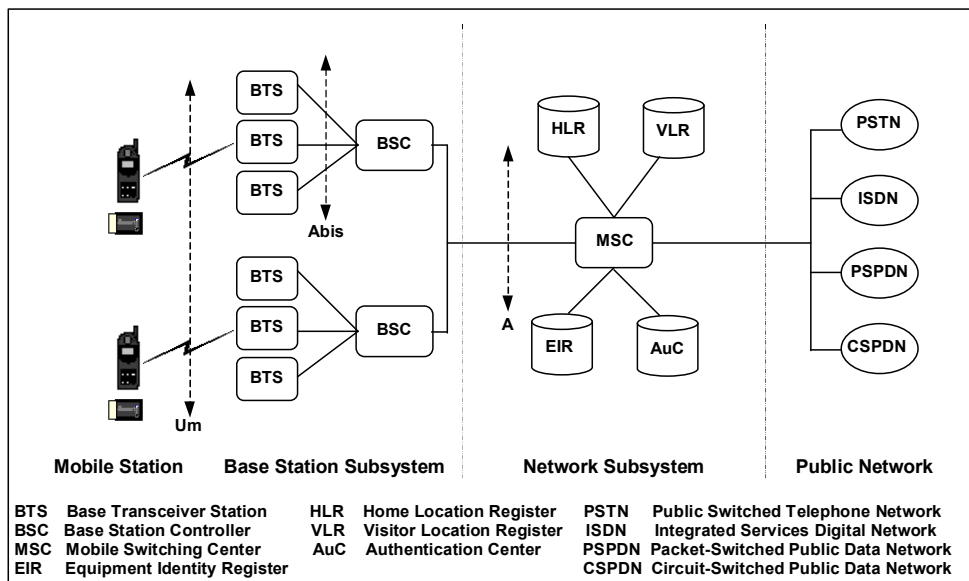 BTS
BTS
BTS
BSC
Abis
BTS
BTS
BTS
BSC
Um
HLR
VLR
MSC
A
EIR
AuC
PSTN
ISDN
PSPDN
CSPDN
Mobile Station
Base Station Subsystem
Network Subsystem
Public Network
BTS Base Transceiver Station
BSC Base Station Controller
MSC Mobile Switching Center
EIR Equipment Identity Register
HLR Home Location Register
VLR Visitor Location Register
AuC Authentication Center
PSTN Public Switched Telephone Network
ISDN Integrated Services Digital Network
PSPDN Packet-Switched Public Data Network
CSPDN Circuit-Switched Public Data Network